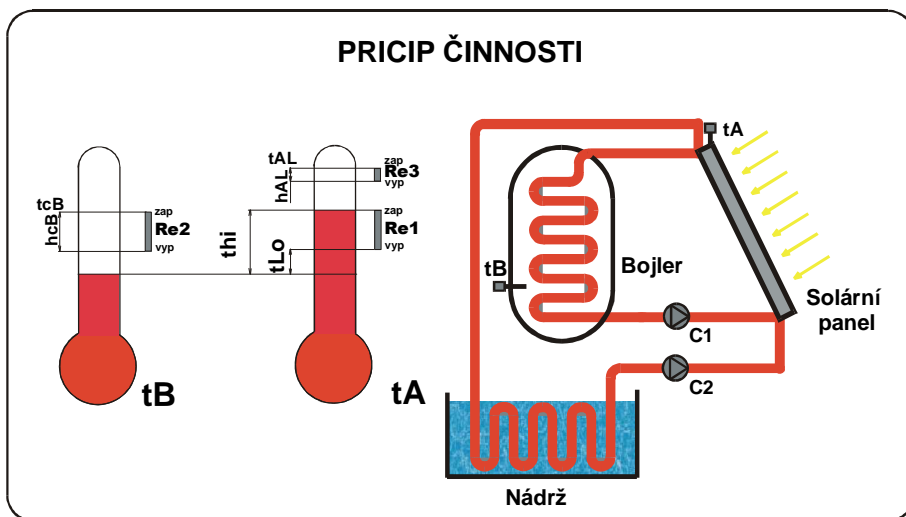 PRICIP ČINNOSTI
tcB
hcB
zap
Re2
vyp
tB
tAL
hAL
zap
Re3
vyp
thi
tLo
zap
Re1
vyp
tA
tA
tB
Bojler
Solární
panel
C1
C2
Nádrž